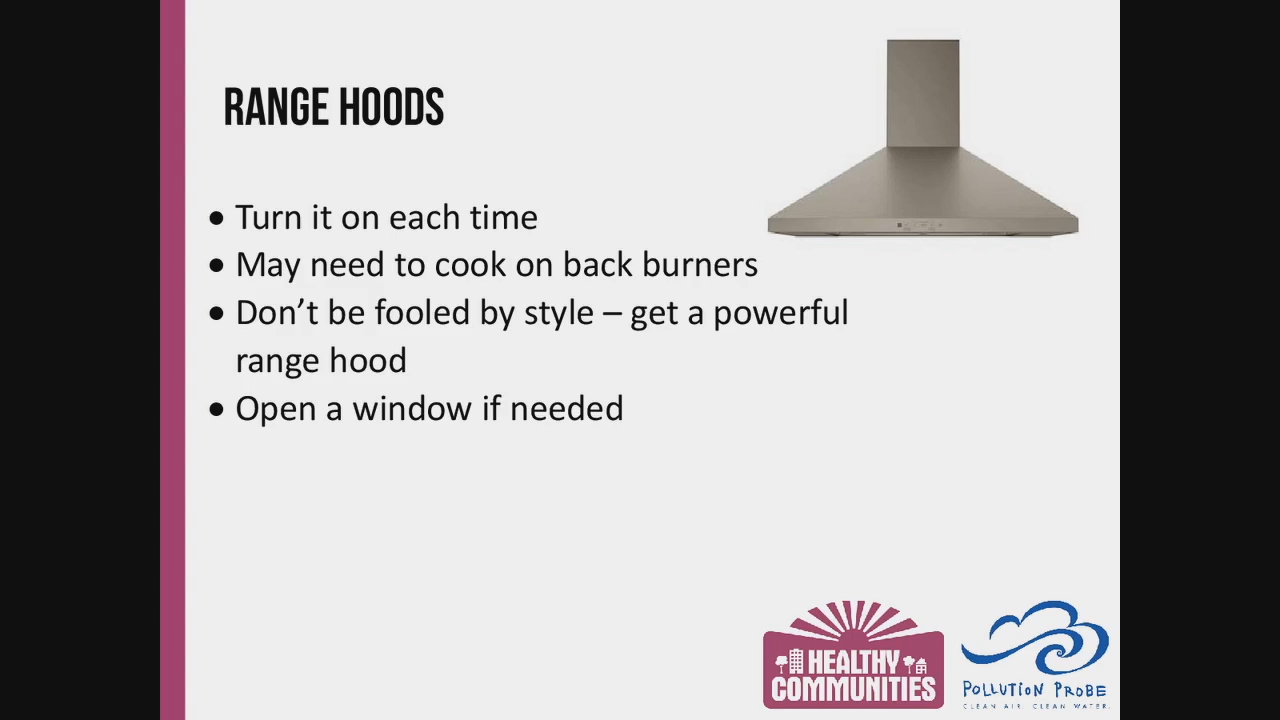 RANGE HOODS
• Turn it on each time
• May need to cook on back burners
• Don’t be fooled by style – get a powerful
range hood
• Open a window if needed
HEALTHY
COMMUNITIES
POLLUTION PROBE
CLEAN AIR. CLEAN WATER.